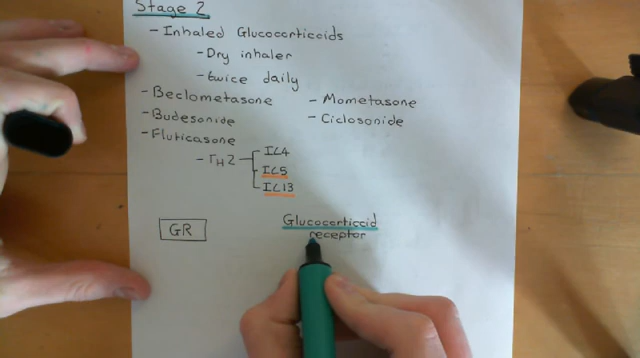 Stage 2
- Inhaled Glucocorticoids
- Dry inhaler
- twice daily
- Beclometasone - Mometasone
- Budesonide - Ciclosonide
- Fluticasone
- TH2 IL4
IL5
IL13
GR Glucocorticoid
receptor